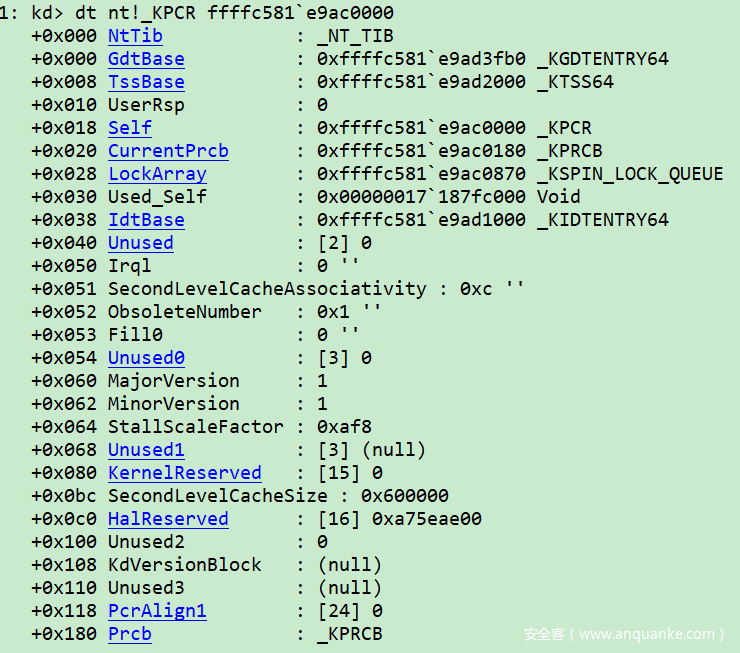 1: kd> dt nt!_KPCR ffffc581`e9ac0000
+0x000 NtTib : _NT_TIB
+0x000 GdtBase : 0xffffc581`e9ad3fb0 _KGDTENTRY64
+0x008 TssBase : 0xffffc581`e9ad2000 _KTSS64
+0x010 UserRsp : 0
+0x018 Self : 0xffffc581`e9ac0000 _KPCR
+0x020 CurrentPrcb : 0xffffc581`e9ac0180 _KPRCB
+0x028 LockArray : 0xffffc581`e9ac0870 _KSPIN_LOCK_QUEUE
+0x030 Used_Self : 0x00000017`187fc000 Void
+0x038 IdtBase : 0xffffc581`e9ad1000 _KIDTENTRY64
+0x040 Unused : [2] 0
+0x050 Irql : 0 ''
+0x051 SecondLevelCacheAssociativity : 0xc ''
+0x052 ObsoleteNumber : 0x1 ''
+0x053 Fill0 : 0 ''
+0x054 Unused0 : [3] 0
+0x060 MajorVersion : 1
+0x062 MinorVersion : 1
+0x064 StallScaleFactor : 0xaf8
+0x068 Unused1 : [3] (null)
+0x080 KernelReserved : [15] 0
+0x0bc SecondLevelCacheSize : 0x600000
+0x0c0 HalReserved : [16] 0xa75eae00
+0x100 Unused2 : 0
+0x108 KdVersionBlock : (null)
+0x110 Unused3 : (null)
+0x118 PcrAlign1 : [24] 0
+0x180 Prcb : _KPRCB
安全客（www.anquanke.com）